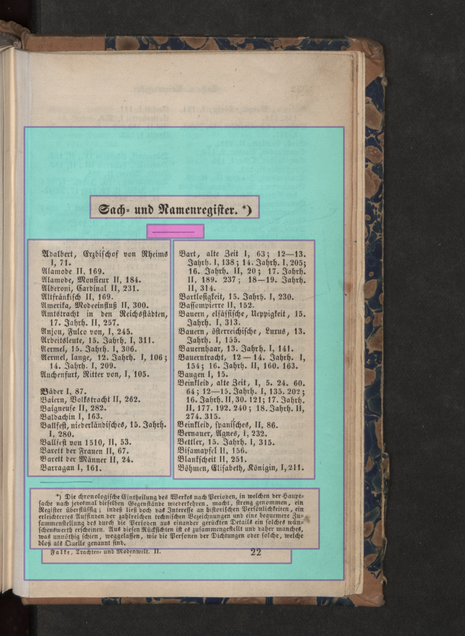 Sach- und Namenregister. *)
Adalbert, Erzbischof von Rheims
I, 71.
Alamode II, 169.
Alamode, Monsieur II, 184.
Alberoni, Cardinal II, 231.
Altfränkisch II, 169.
Amerika, Modeeinfluß II, 300.
Amtstracht in den Reichsstädten,
17. Jahrh. II, 257.
Anjou, Fulco von, I, 245.
Arbeitsleute, 15. Jahrh. I, 311.
Aermel, 15. Jahrh. I, 306.
Aermel, lange, 12. Jahrh. I, 106;
14. Jahrh. I, 209.
Auchenfurt, Ritter von, I, 105.
Bäder I, 87.
Baiern, Volkstracht II, 262.
Baigneuse II, 282.
Baldachin I, 163.
Ballfest, niederländisches, 15. Jahrh.
I, 280.
Ballfest von 1510, II, 53.
Barett der Frauen II, 67.
Barett der Männer II, 24.
Barragan I, 161.
Bart, alte Zeit I, 63; 12—13.
Jahrh. I, 138; 14. Jahrh. I, 205;
16. Jahrh. II, 20; 17. Jahrh.
II, 189. 237; 18—19. Jahrh.
II, 314.
Bartlosigkeit, 15. Jahrh. I, 230.
Bassompierre II, 152.
Bauern, elsässische, Ueppigkeit, 15.
Jahrh. I, 313.
Bauern, österreichische, Luxus, 13.
Jahrh. I, 155.
Bauernhaar, 13. Jahrh. I, 141.
Bauerntracht, 12—14. Jahrh. I,
154; 16. Jahrh. II, 160. 163.
Baugen I, 15.
Beinkleid, alte Zeit, I, 5. 24. 60.
64; 12—15. Jahrh. I, 135. 202;
16. Jahrh. II, 30. 121; 17. Jahrh.
II, 177. 192. 240; 18. Jahrh. II,
274. 315.
Beinkleid, spanisches, II, 86.
Bernauer, Agnes, I, 232.
Bettler, 15. Jahrh. I, 315.
Bisamapfel II, 156.
Blankscheit II, 251.
Böhmen, Elisabeth, Königin, I, 211.
*) Die chronologische Eintheilung des Werkes nach Perioden, in welchen der Haupt-
sache nach jevesmal dieselben Gegenstände wiederkehren, macht, streng genommen, ein
Register überflüssig; indeß ließ doch das Interesse an historischen Persönlichkeiten, ein
erleichtertes Auffinden der zahlreichen technischen Bezeichnungen und eine bequemere Zu-
sammenstellung des durch die Perioden aus einander gerückten Details ein solches wün-
schenswerth erscheinen. Aus diesen Rücksichten ist es zusammengestellt und daher manches,
was unnöthig schien, weggelassen, wie die Personen der Dichtungen oder solche, welche
bloß als Quelle genannt sind.
Falke, Trachten- und Modenwelt. II. 22